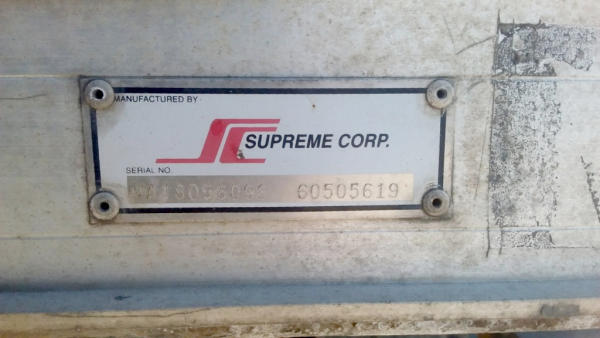 MANUFACTURED BY
SUPREME CORP.
SERIAL NO.
60505619